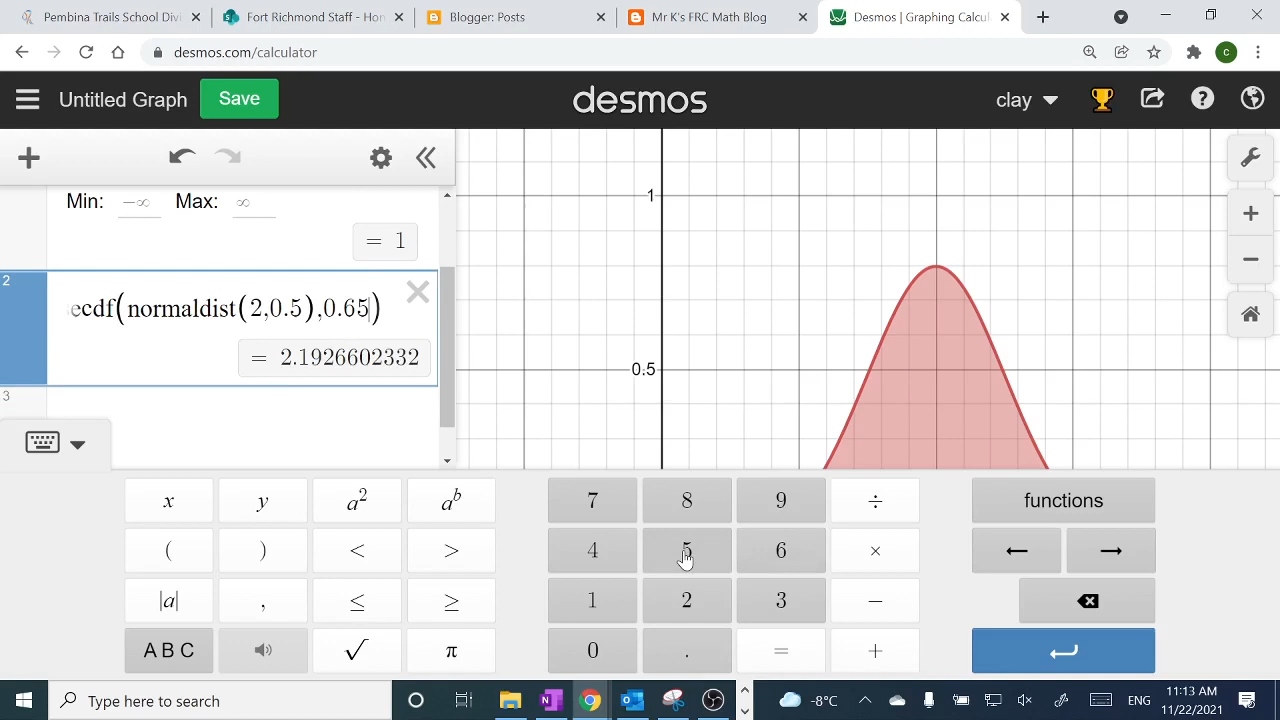 Pembina Trails School Divi
Fort Richmond Staff - Hom
Blogger: Posts
Mr K's FRC Math Blog
Desmos | Graphing Calcul
desmos.com/calculator
c
Untitled Graph
Save
desmos
clay
Min: −∞ Max: ∞
= 1
2
ecdf(normaldist(2,0.5),0.65)
= 2.1926602332
3
1
0.5
x y a² aᵇ 7 8 9 ÷ functions
( ) < > 4 5 6 × ← →
|a| , ≤ ≥ 1 2 3 −
A B C √ π 0 . = +
Type here to search
-8°C
ENG
11:13 AM
11/22/2021